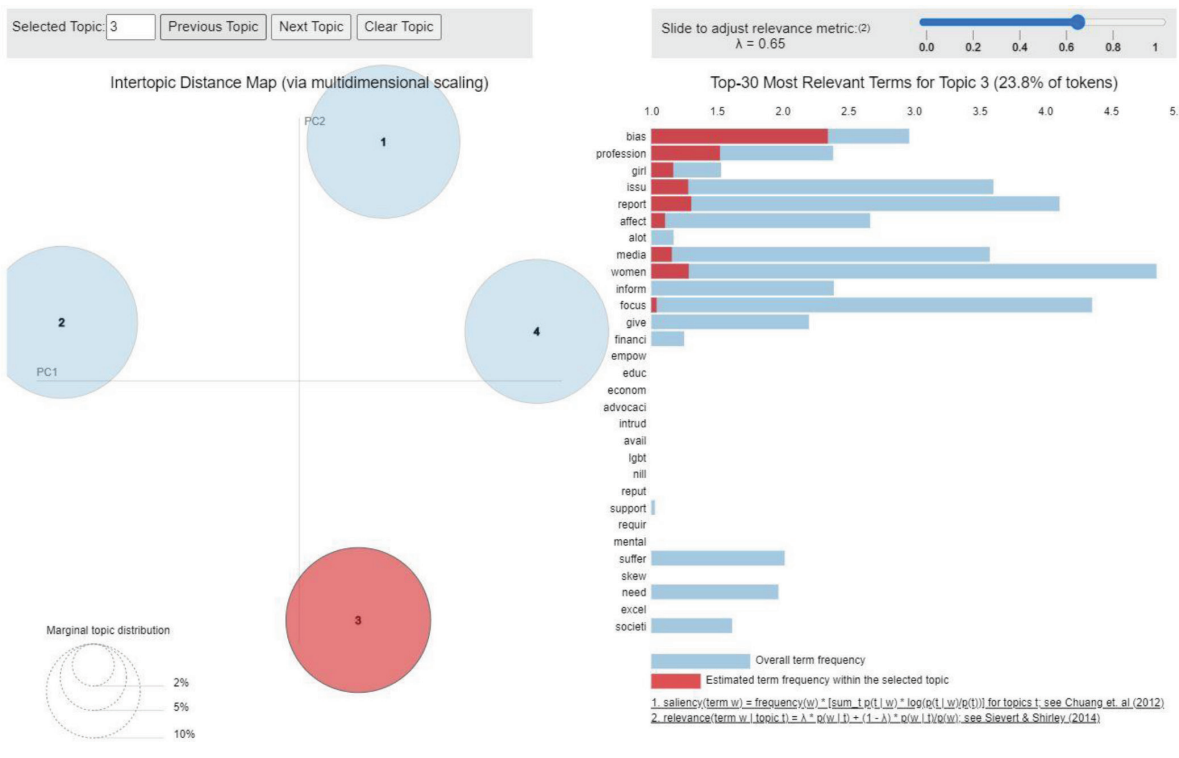 Selected Topic: 3 Previous Topic Next Topic Clear Topic
Slide to adjust relevance metric:(2)
λ = 0.65
0.0 0.2 0.4 0.6 0.8 1
Intertopic Distance Map (via multidimensional scaling)
PC2
1
2
4
PC1
3
Marginal topic distribution
2%
5%
10%
Top-30 Most Relevant Terms for Topic 3 (23.8% of tokens)
1.0 1.5 2.0 2.5 3.0 3.5 4.0 4.5 5.
bias
profession
girl
issu
report
affect
alot
media
women
inform
focus
give
financi
empow
educ
econom
advocaci
intrud
avail
lgbt
nill
reput
support
requir
mental
suffer
skew
need
excel
societi
Overall term frequency
Estimated term frequency within the selected topic
1. saliency(term w) = frequency(w) * [sum_t p(t | w) * log(p(t | w)/p(t))] for topics t; see Chuang et. al (2012)
2. relevance(term w | topic t) = λ * p(w | t) + (1 - λ) * p(w | t)/p(w); see Sievert & Shirley (2014)